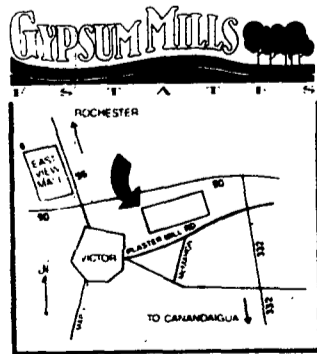 GYPSUM MILLS
ESTATES
ROCHESTER
EAST
VIEW
MALL
96
90
90
PLASTER MILL RD
VICTOR
332
TO CANANDAIGUA
332